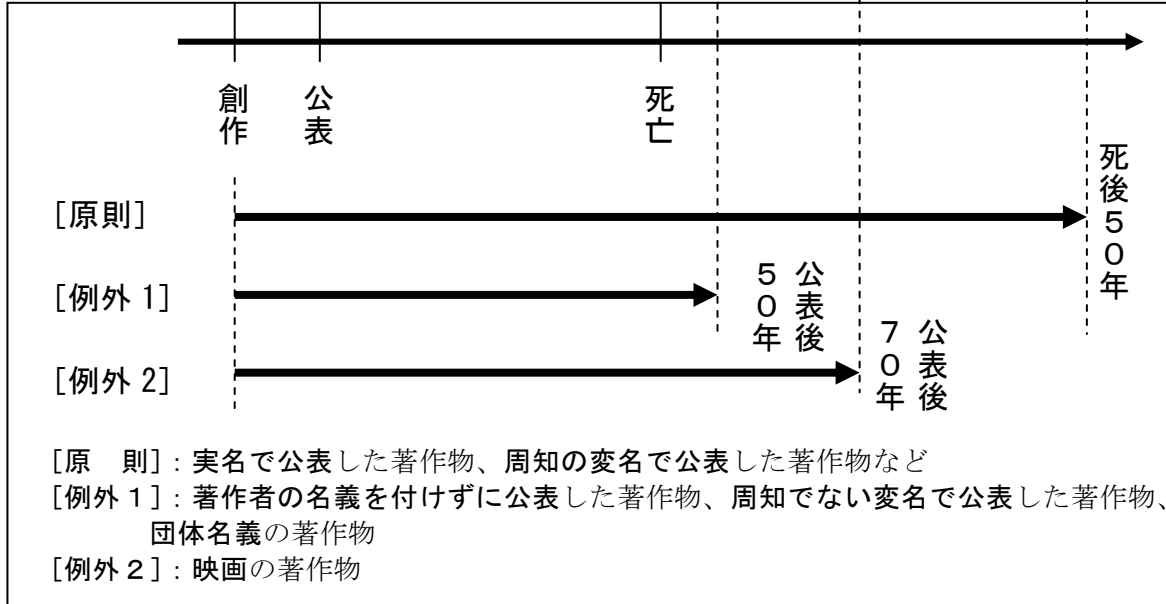 創作
公表
死亡
死後５０年
[原則]
[例外 1]
公表後
５０年
[例外 2]
公表後
７０年
[原　則]：実名で公表した著作物、周知の変名で公表した著作物など
[例外１]：著作者の名義を付けずに公表した著作物、周知でない変名で公表した著作物、
団体名義の著作物
[例外２]：映画の著作物